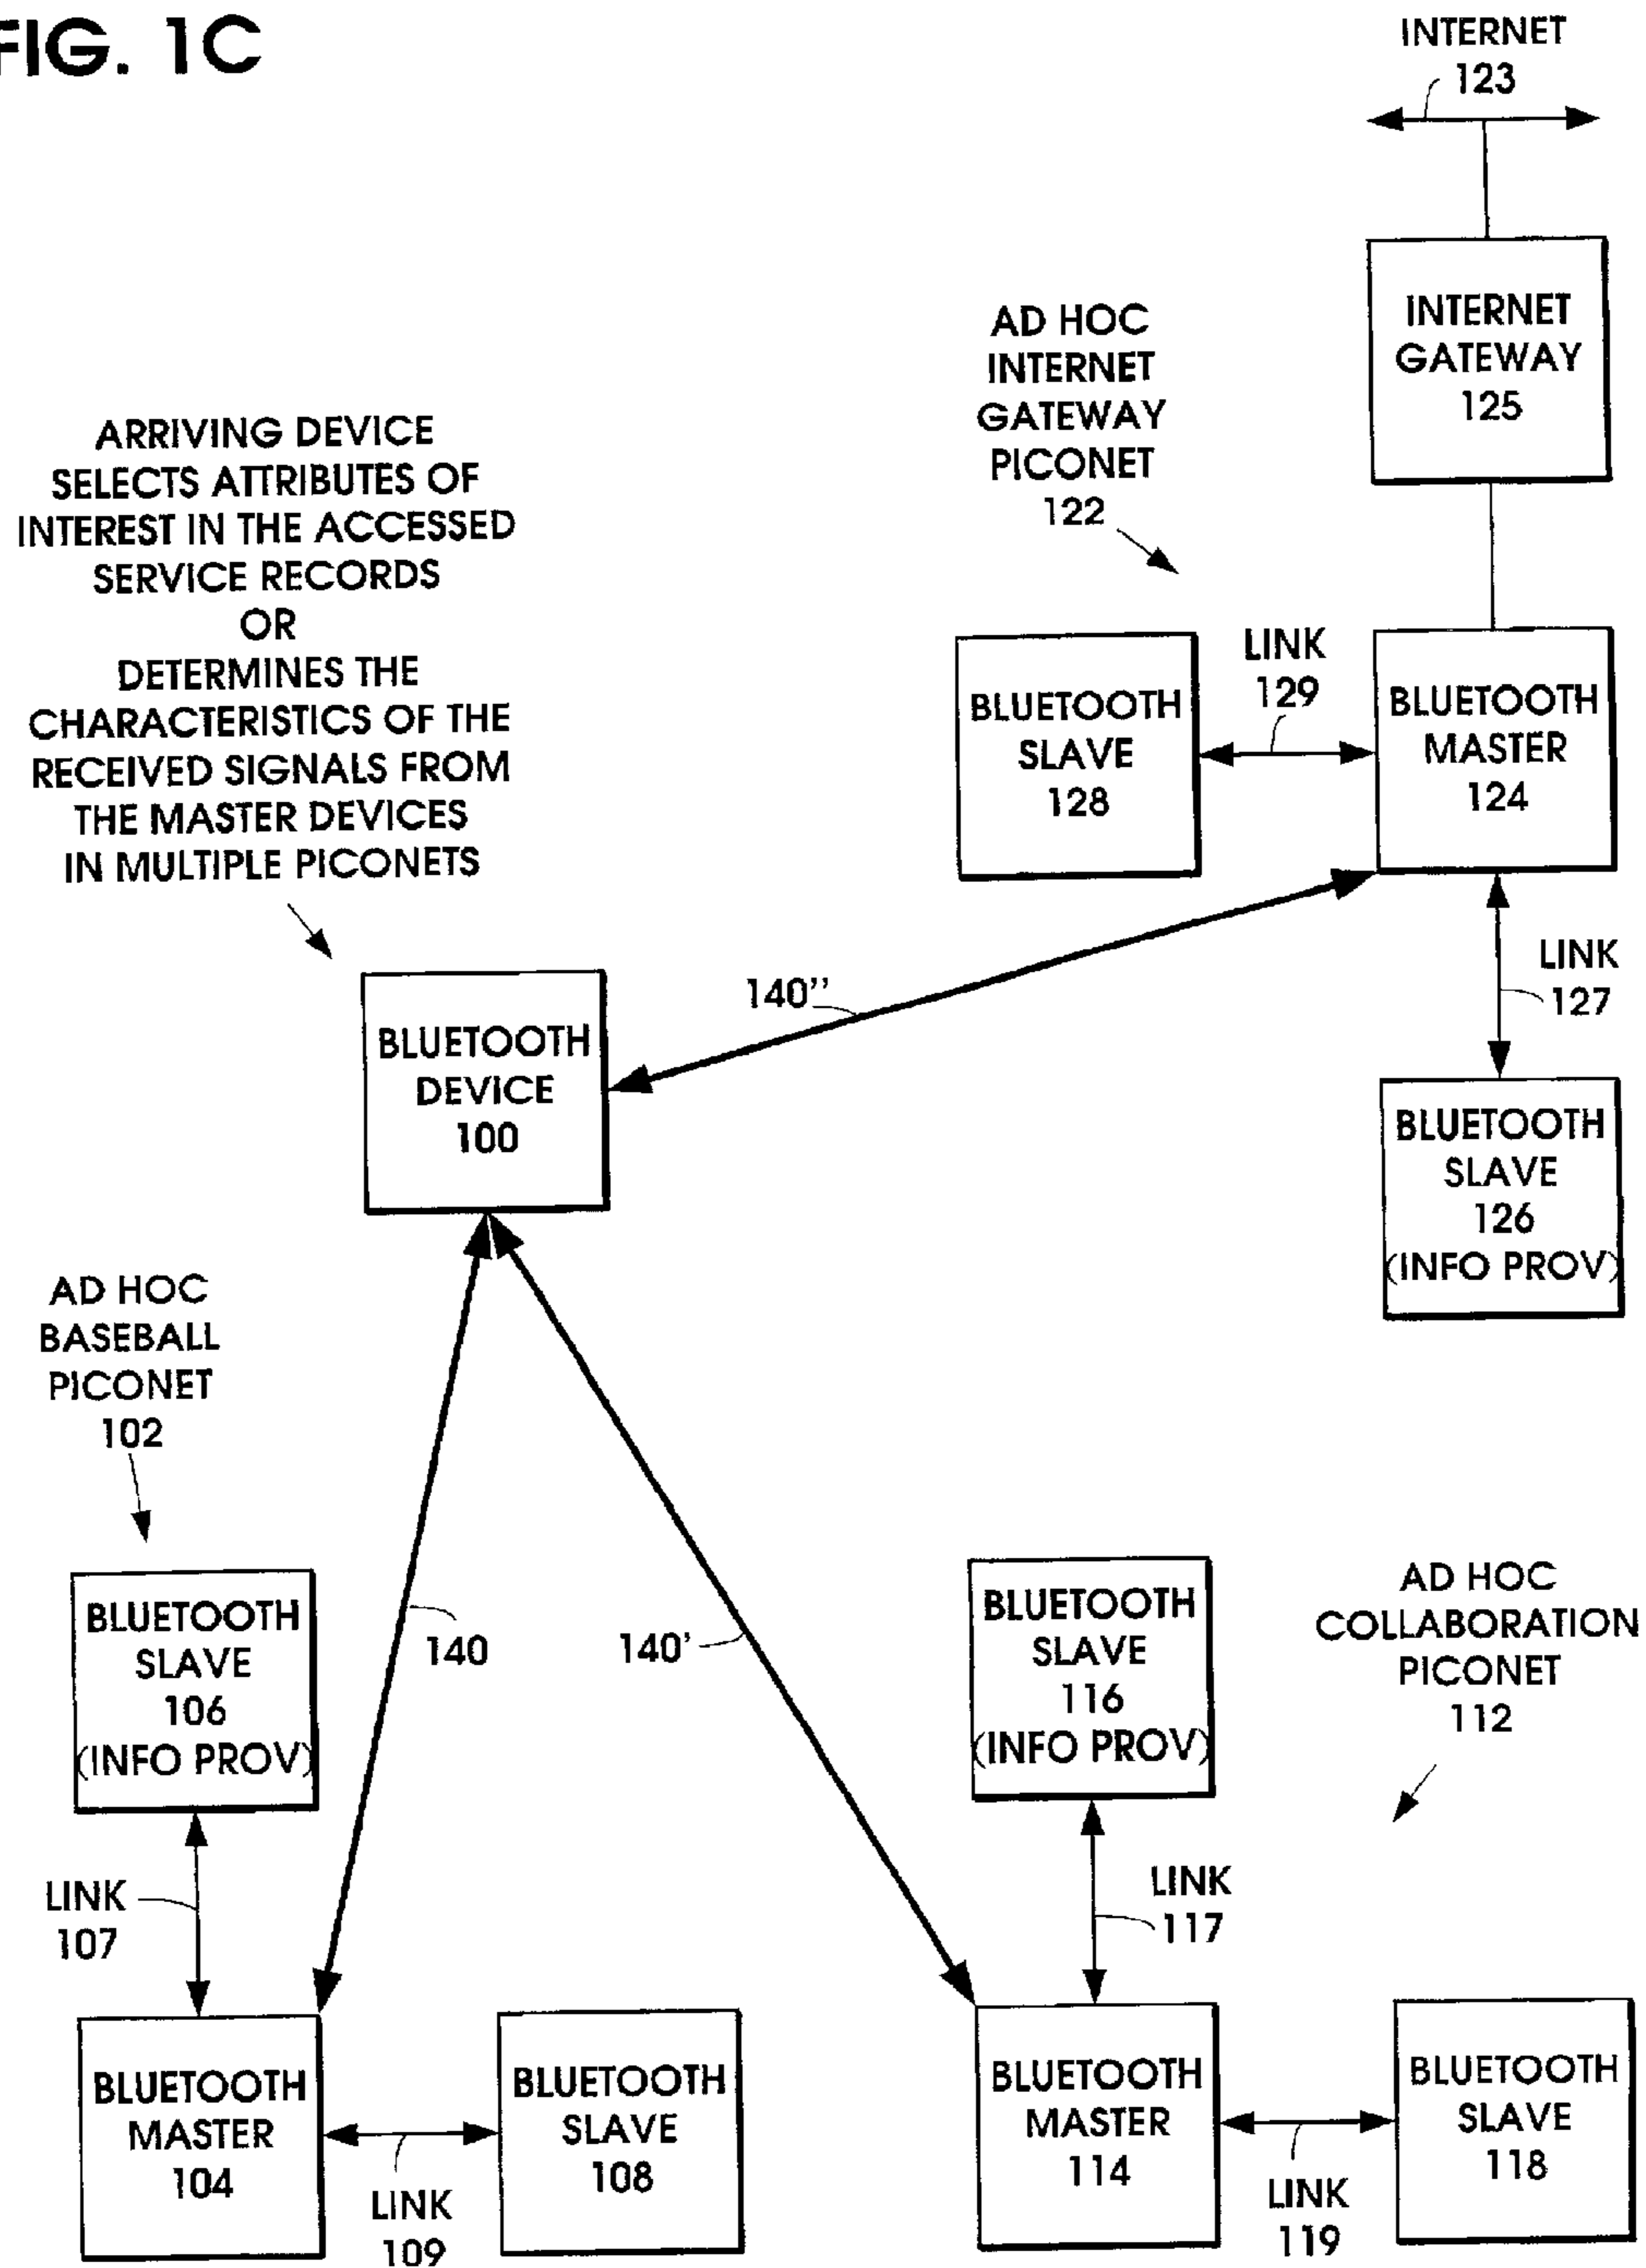 FIG. 1C
INTERNET
123
INTERNET
GATEWAY
125
AD HOC
INTERNET
GATEWAY
PICONET
122
ARRIVING DEVICE
SELECTS ATTRIBUTES OF
INTEREST IN THE ACCESSED
SERVICE RECORDS
OR
DETERMINES THE
CHARACTERISTICS OF THE
RECEIVED SIGNALS FROM
THE MASTER DEVICES
IN MULTIPLE PICONETS
BLUETOOTH
SLAVE
128
LINK
129
BLUETOOTH
MASTER
124
LINK
127
140''
BLUETOOTH
DEVICE
100
BLUETOOTH
SLAVE
126
(INFO PROV)
AD HOC
BASEBALL
PICONET
102
BLUETOOTH
SLAVE
106
(INFO PROV)
140
140'
BLUETOOTH
SLAVE
116
(INFO PROV)
AD HOC
COLLABORATION
PICONET
112
LINK
107
LINK
117
BLUETOOTH
MASTER
104
LINK
109
BLUETOOTH
SLAVE
108
BLUETOOTH
MASTER
114
LINK
119
BLUETOOTH
SLAVE
118